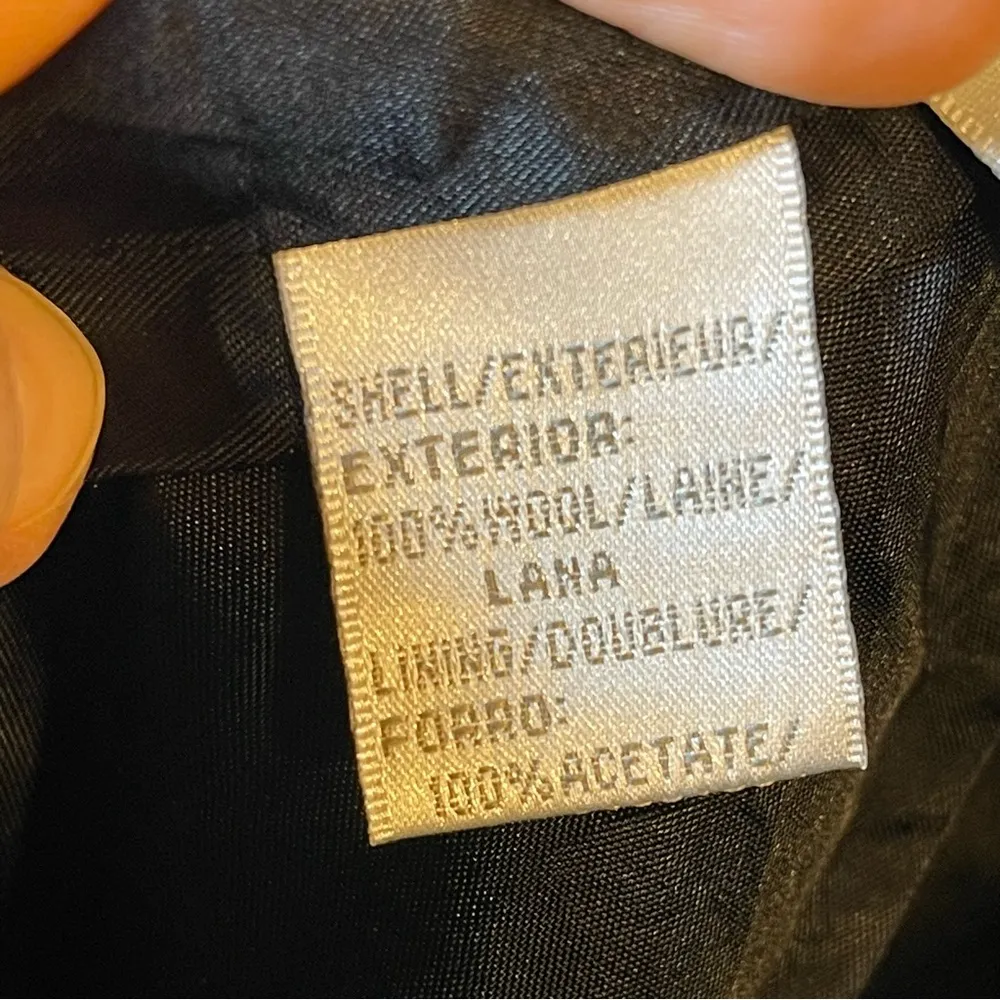 SHELL/EXTERIEUR/
EXTERIOR:
100% WOOL/LAINE/
LANA
LINING/DOUBLURE/
FORRO:
100% ACETATE/